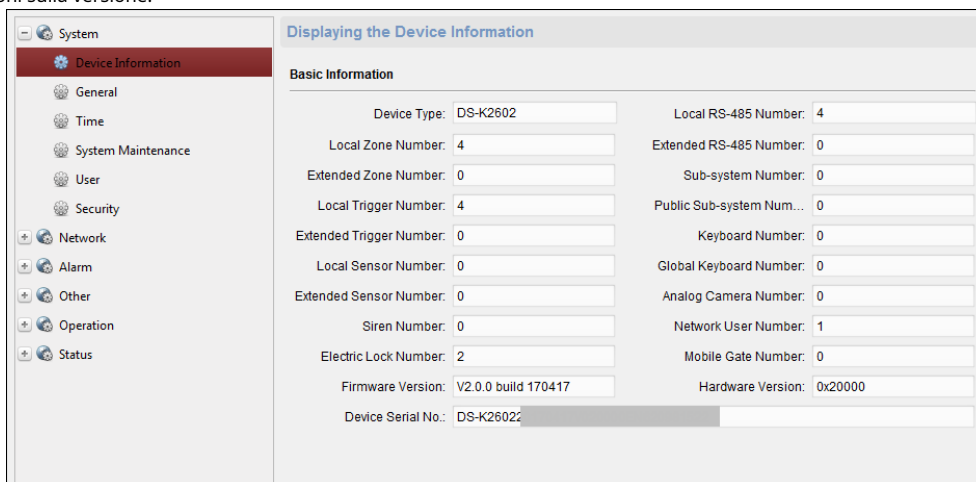 sulla versione.
System
Device Information
General
Time
System Maintenance
User
Security
Network
Alarm
Other
Operation
Status
Displaying the Device Information
Basic Information
Device Type: DS-K2602 Local RS-485 Number: 4
Local Zone Number: 4 Extended RS-485 Number: 0
Extended Zone Number: 0 Sub-system Number: 0
Local Trigger Number: 4 Public Sub-system Num... 0
Extended Trigger Number: 0 Keyboard Number: 0
Local Sensor Number: 0 Global Keyboard Number: 0
Extended Sensor Number: 0 Analog Camera Number: 0
Siren Number: 0 Network User Number: 1
Electric Lock Number: 2 Mobile Gate Number: 0
Firmware Version: V2.0.0 build 170417 Hardware Version: 0x20000
Device Serial No.: DS-K26022